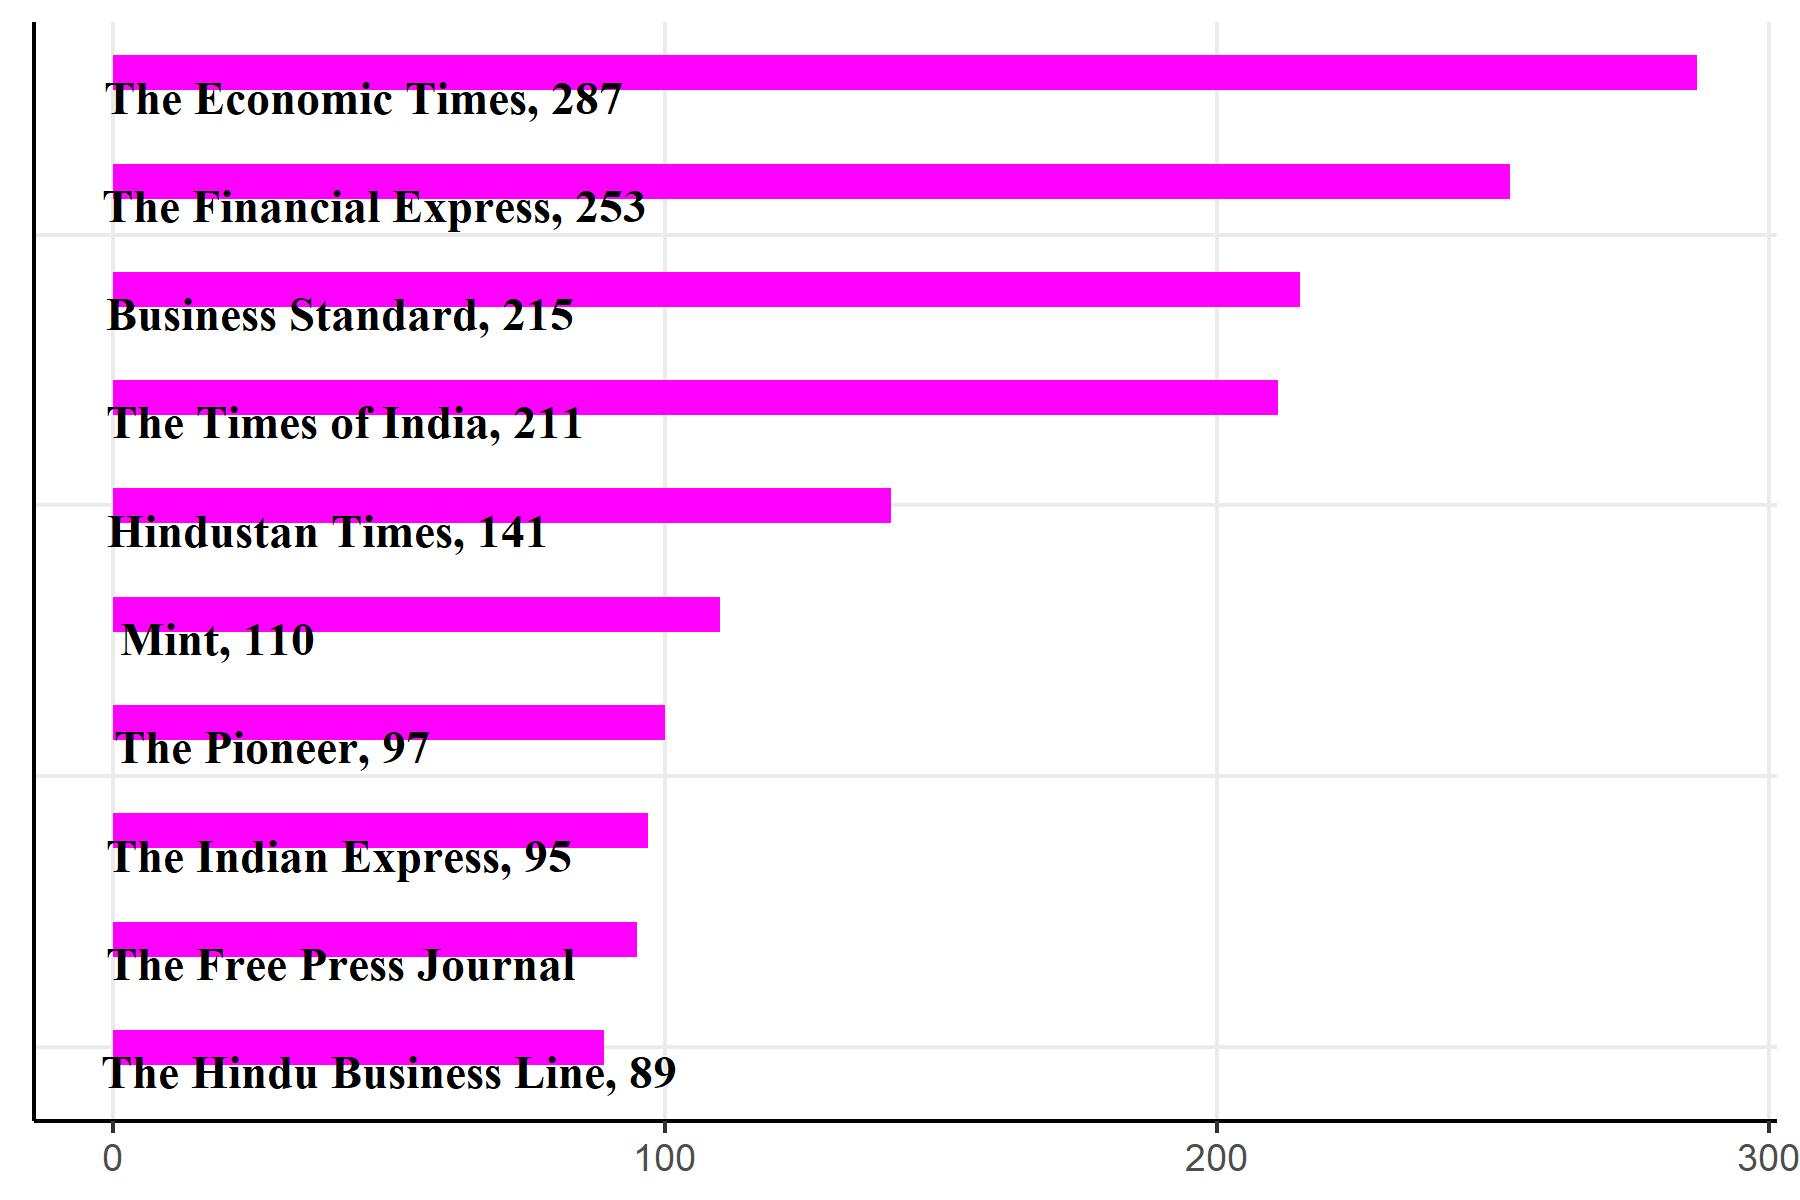 The Economic Times, 287
The Financial Express, 253
Business Standard, 215
The Times of India, 211
Hindustan Times, 141
Mint, 110
The Pioneer, 97
The Indian Express, 95
The Free Press Journal
The Hindu Business Line, 89
0 100 200 300